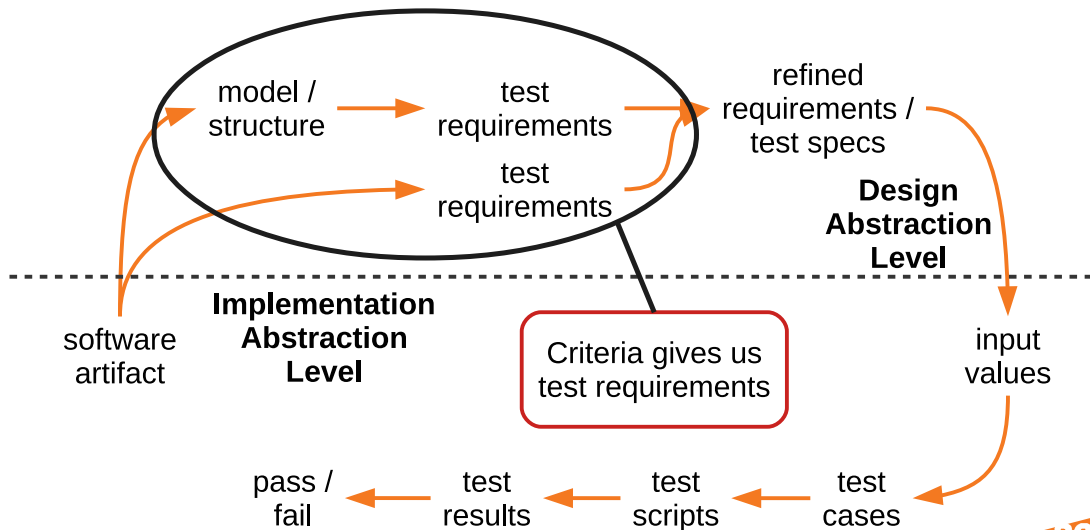 model /
structure
test
requirements
refined
requirements /
test specs
test
requirements
Design
Abstraction
Level
Implementation
Abstraction
Level
software
artifact
Criteria gives us
test requirements
input
values
pass /
fail
test
results
test
scripts
test
cases